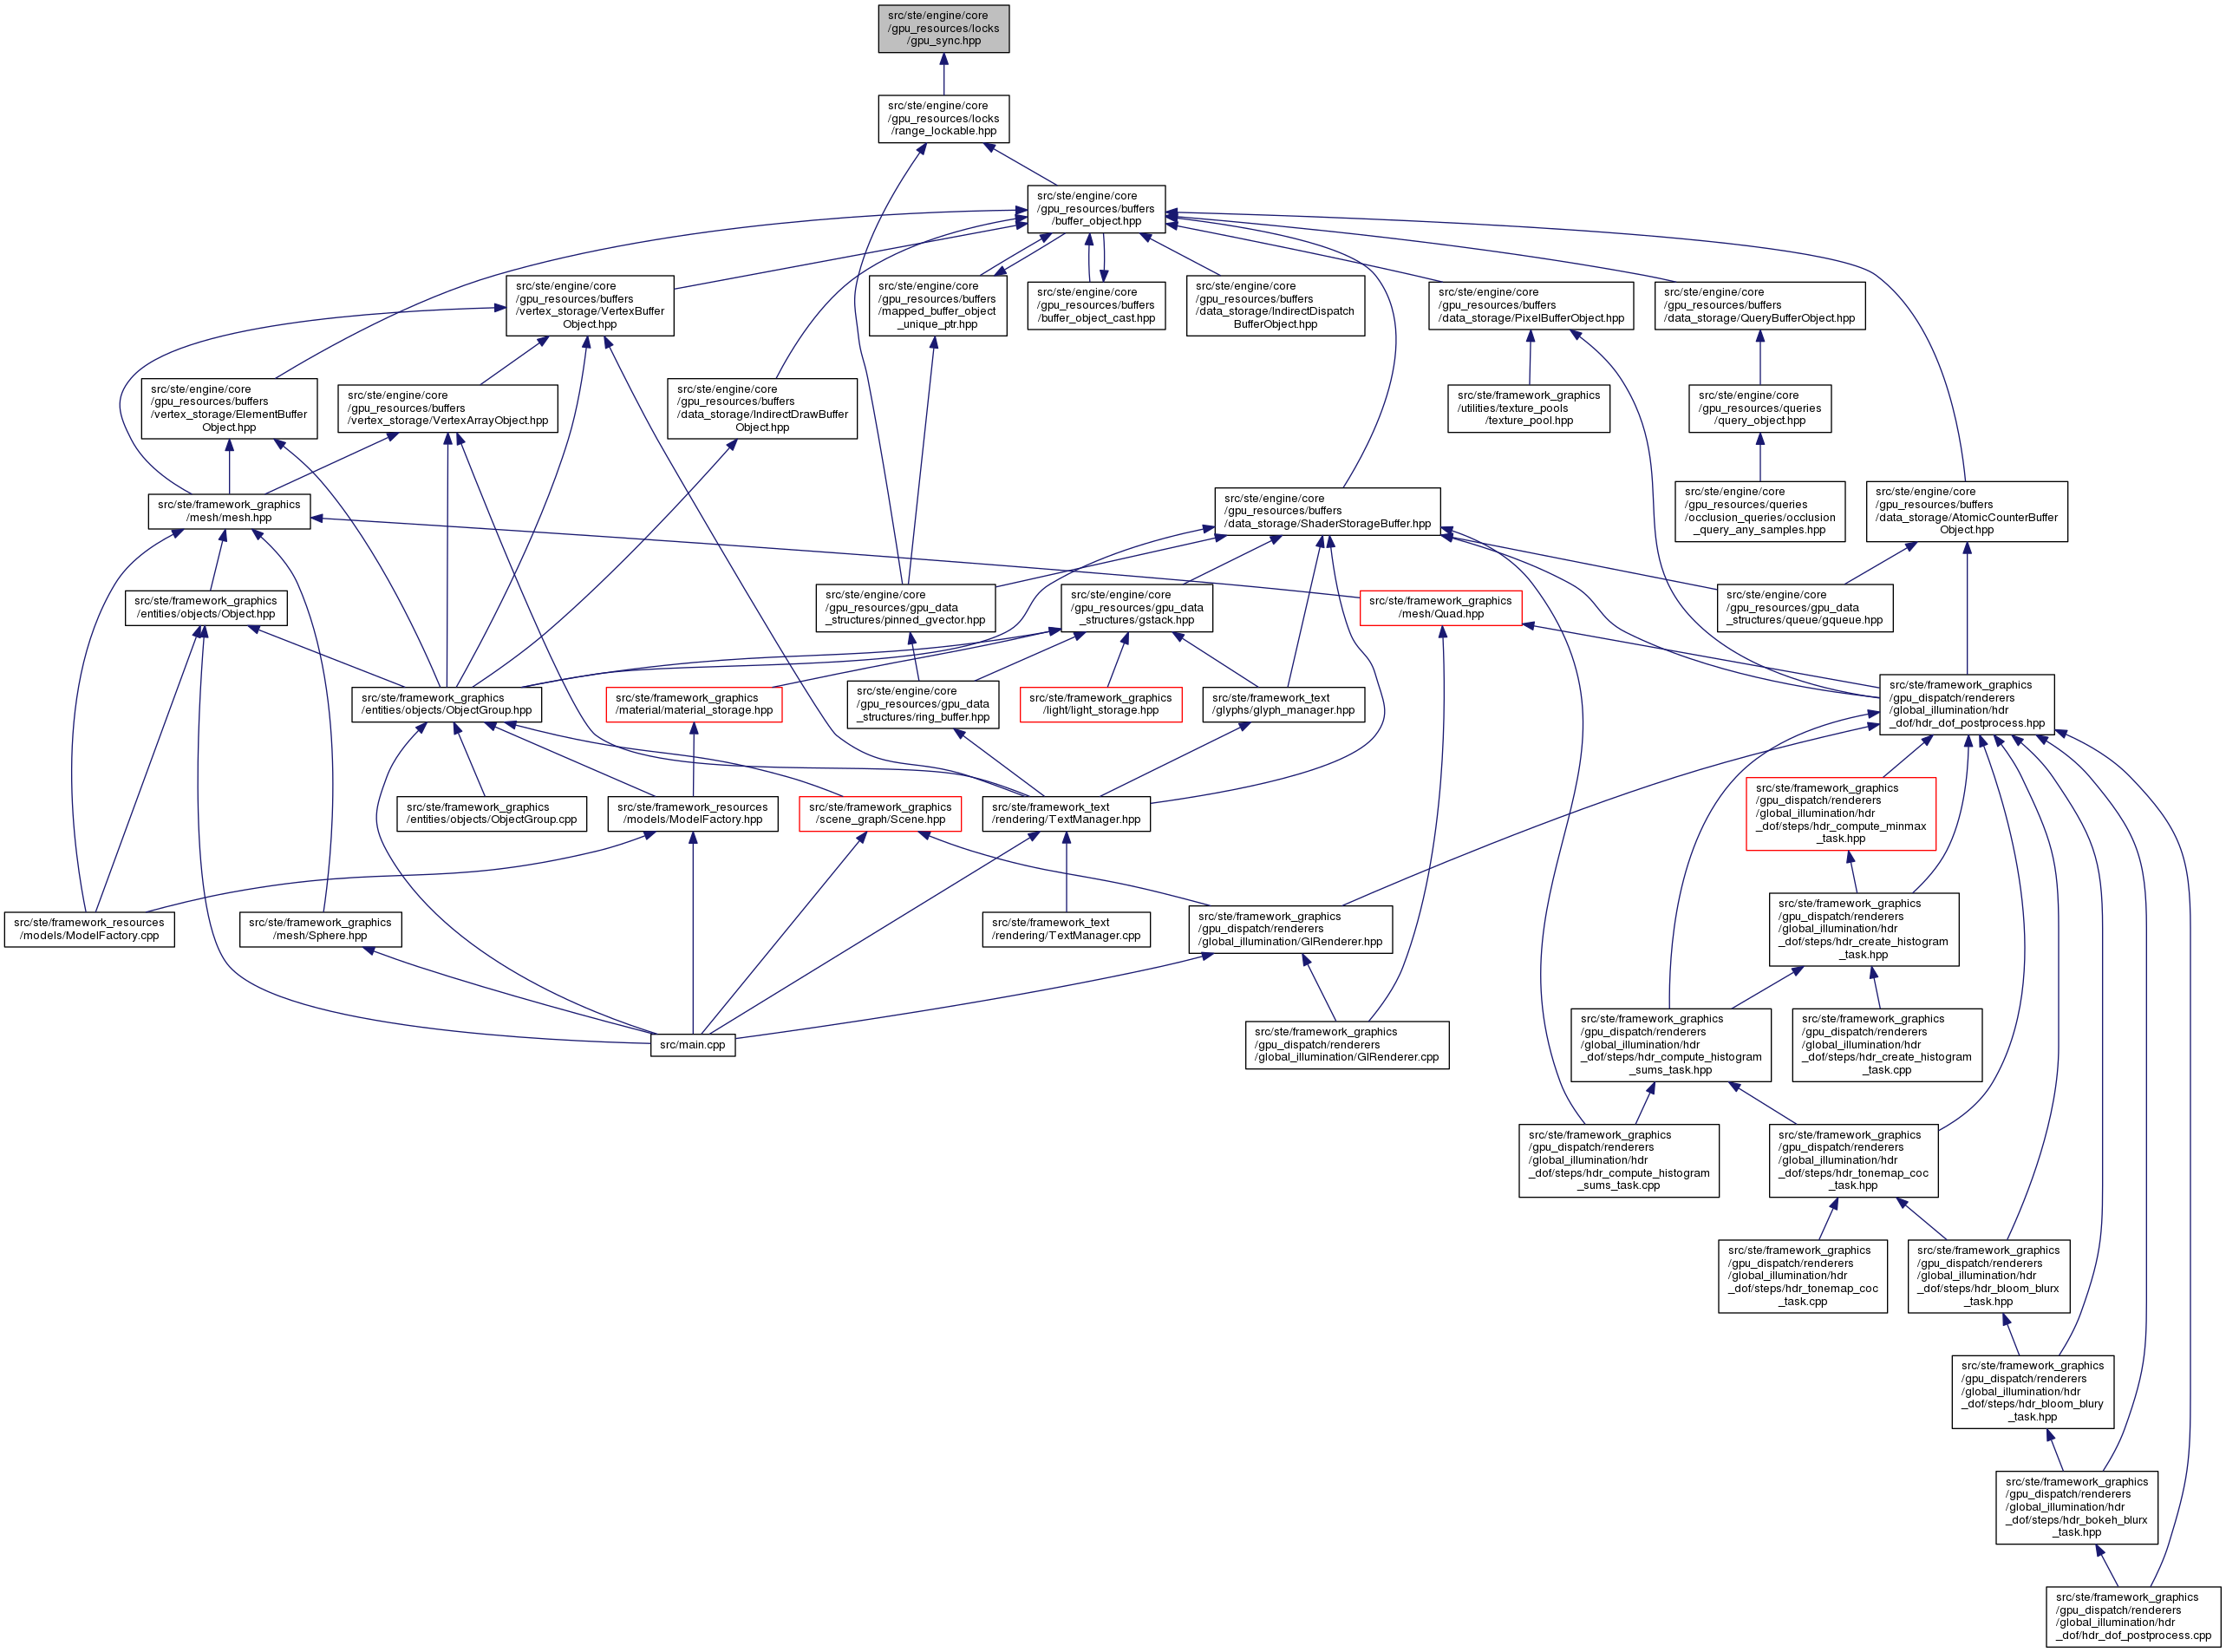 src/ste/engine/core
/gpu_resources/locks
/gpu_sync.hpp
src/ste/engine/core
/gpu_resources/locks
/range_lockable.hpp
src/ste/engine/core
/gpu_resources/buffers
/buffer_object.hpp
src/ste/engine/core
/gpu_resources/buffers
/vertex_storage/VertexBuffer
Object.hpp
src/ste/engine/core
/gpu_resources/buffers
/mapped_buffer_object
_unique_ptr.hpp
src/ste/engine/core
/gpu_resources/buffers
/buffer_object_cast.hpp
src/ste/engine/core
/gpu_resources/buffers
/data_storage/IndirectDispatch
BufferObject.hpp
src/ste/engine/core
/gpu_resources/buffers
/data_storage/PixelBufferObject.hpp
src/ste/engine/core
/gpu_resources/buffers
/data_storage/QueryBufferObject.hpp
src/ste/engine/core
/gpu_resources/buffers
/vertex_storage/ElementBuffer
Object.hpp
src/ste/engine/core
/gpu_resources/buffers
/vertex_storage/VertexArrayObject.hpp
src/ste/engine/core
/gpu_resources/buffers
/data_storage/IndirectDrawBuffer
Object.hpp
src/ste/framework_graphics
/utilities/texture_pools
/texture_pool.hpp
src/ste/engine/core
/gpu_resources/queries
/query_object.hpp
src/ste/framework_graphics
/mesh/mesh.hpp
src/ste/engine/core
/gpu_resources/buffers
/data_storage/ShaderStorageBuffer.hpp
src/ste/engine/core
/gpu_resources/queries
/occlusion_queries/occlusion
_query_any_samples.hpp
src/ste/engine/core
/gpu_resources/buffers
/data_storage/AtomicCounterBuffer
Object.hpp
src/ste/framework_graphics
/entities/objects/Object.hpp
src/ste/engine/core
/gpu_resources/gpu_data
_structures/pinned_gvector.hpp
src/ste/engine/core
/gpu_resources/gpu_data
_structures/gstack.hpp
src/ste/framework_graphics
/mesh/Quad.hpp
src/ste/engine/core
/gpu_resources/gpu_data
_structures/queue/gqueue.hpp
src/ste/framework_graphics
/entities/objects/ObjectGroup.hpp
src/ste/framework_graphics
/material/material_storage.hpp
src/ste/engine/core
/gpu_resources/gpu_data
_structures/ring_buffer.hpp
src/ste/framework_graphics
/light/light_storage.hpp
src/ste/framework_text
/glyphs/glyph_manager.hpp
src/ste/framework_graphics
/gpu_dispatch/renderers
/global_illumination/hdr
_dof/hdr_dof_postprocess.hpp
src/ste/framework_graphics
/entities/objects/ObjectGroup.cpp
src/ste/framework_resources
/models/ModelFactory.hpp
src/ste/framework_graphics
/scene_graph/Scene.hpp
src/ste/framework_text
/rendering/TextManager.hpp
src/ste/framework_graphics
/gpu_dispatch/renderers
/global_illumination/hdr
_dof/steps/hdr_compute_minmax
_task.hpp
src/ste/framework_resources
/models/ModelFactory.cpp
src/ste/framework_graphics
/mesh/Sphere.hpp
src/ste/framework_text
/rendering/TextManager.cpp
src/ste/framework_graphics
/gpu_dispatch/renderers
/global_illumination/GIRenderer.hpp
src/ste/framework_graphics
/gpu_dispatch/renderers
/global_illumination/hdr
_dof/steps/hdr_create_histogram
_task.hpp
src/main.cpp
src/ste/framework_graphics
/gpu_dispatch/renderers
/global_illumination/GIRenderer.cpp
src/ste/framework_graphics
/gpu_dispatch/renderers
/global_illumination/hdr
_dof/steps/hdr_compute_histogram
_sums_task.hpp
src/ste/framework_graphics
/gpu_dispatch/renderers
/global_illumination/hdr
_dof/steps/hdr_create_histogram
_task.cpp
src/ste/framework_graphics
/gpu_dispatch/renderers
/global_illumination/hdr
_dof/steps/hdr_compute_histogram
_sums_task.cpp
src/ste/framework_graphics
/gpu_dispatch/renderers
/global_illumination/hdr
_dof/steps/hdr_tonemap_coc
_task.hpp
src/ste/framework_graphics
/gpu_dispatch/renderers
/global_illumination/hdr
_dof/steps/hdr_tonemap_coc
_task.cpp
src/ste/framework_graphics
/gpu_dispatch/renderers
/global_illumination/hdr
_dof/steps/hdr_bloom_blurx
_task.hpp
src/ste/framework_graphics
/gpu_dispatch/renderers
/global_illumination/hdr
_dof/steps/hdr_bloom_blury
_task.hpp
src/ste/framework_graphics
/gpu_dispatch/renderers
/global_illumination/hdr
_dof/steps/hdr_bokeh_blurx
_task.hpp
src/ste/framework_graphics
/gpu_dispatch/renderers
/global_illumination/hdr
_dof/hdr_dof_postprocess.cpp